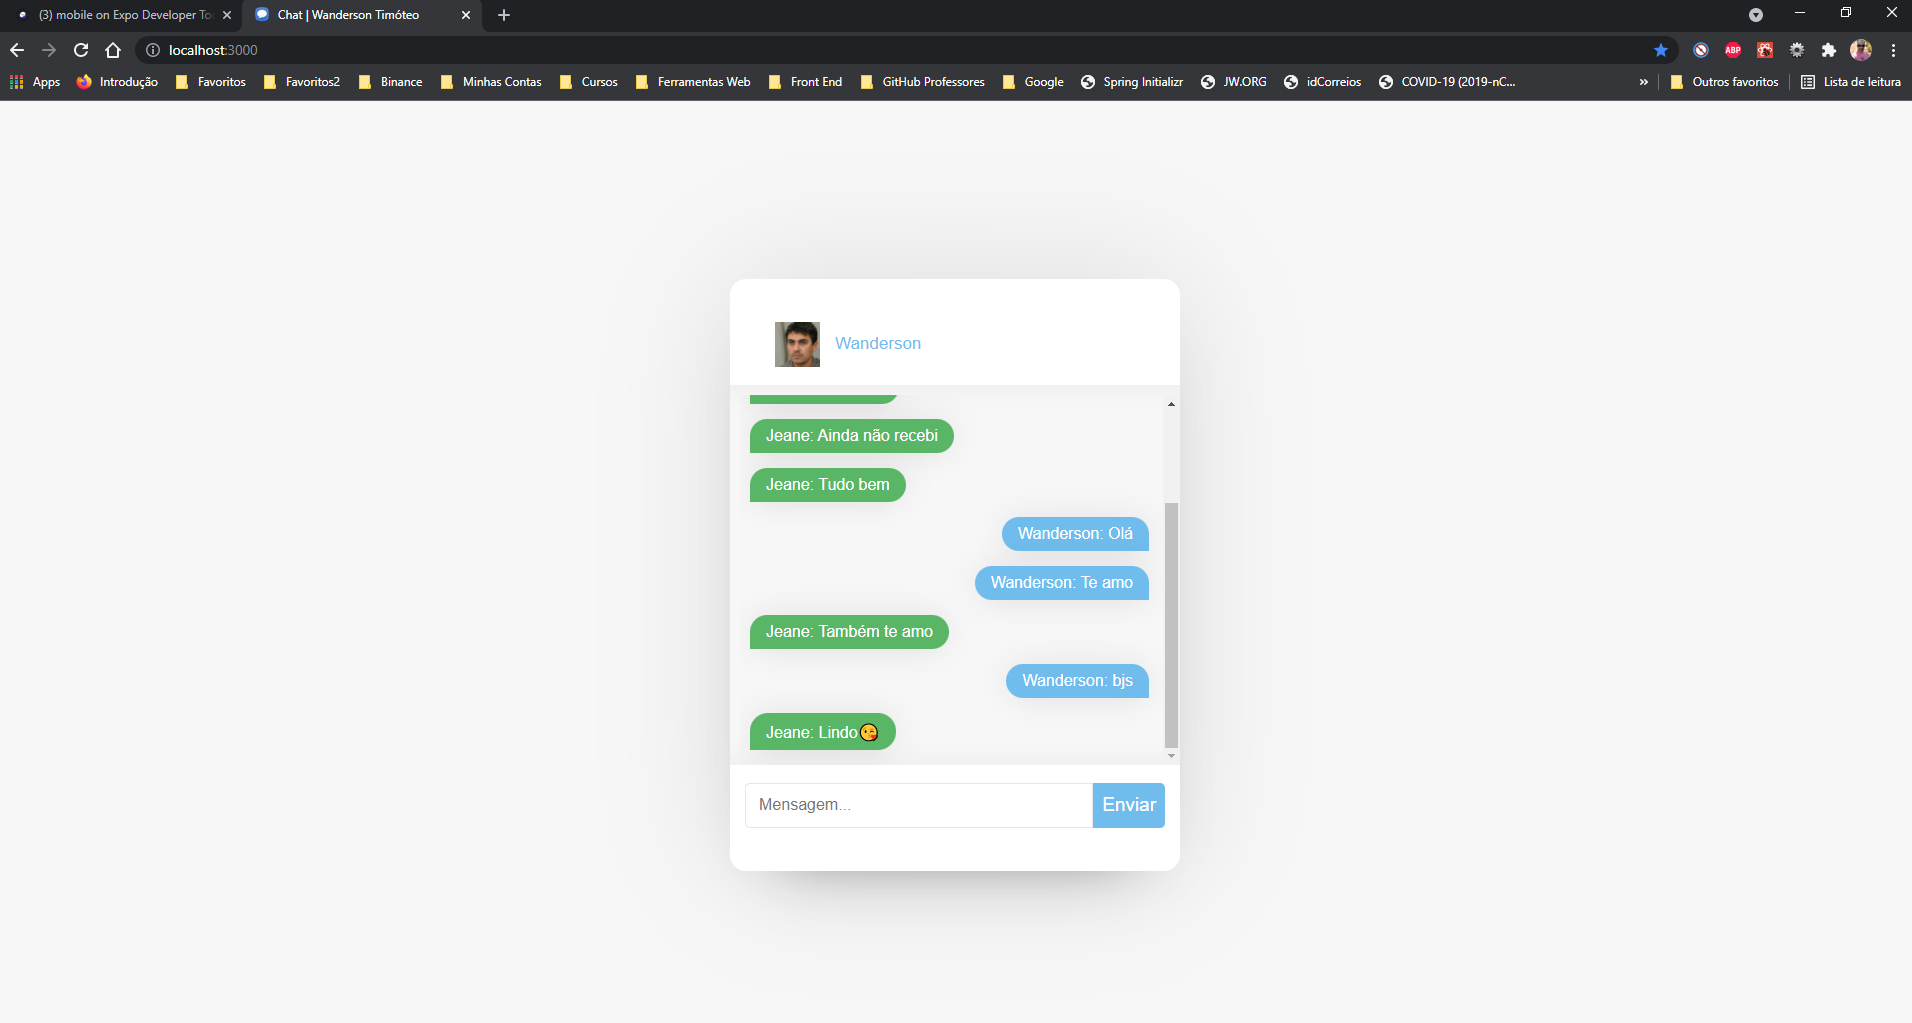 (3) mobile on Expo Developer To
Chat | Wanderson Timóteo
localhost:3000
ABP
Apps
Introdução
Favoritos
Favoritos2
Binance
Minhas Contas
Cursos
Ferramentas Web
Front End
GitHub Professores
Google
Spring Initializr
JW.ORG
idCorreios
COVID-19 (2019-nC...
»
Outros favoritos
Lista de leitura
Wanderson
Jeane: Ainda não recebi
Jeane: Tudo bem
Wanderson: Olá
Wanderson: Te amo
Jeane: Também te amo
Wanderson: bjs
Jeane: Lindo😘
Mensagem...
Enviar